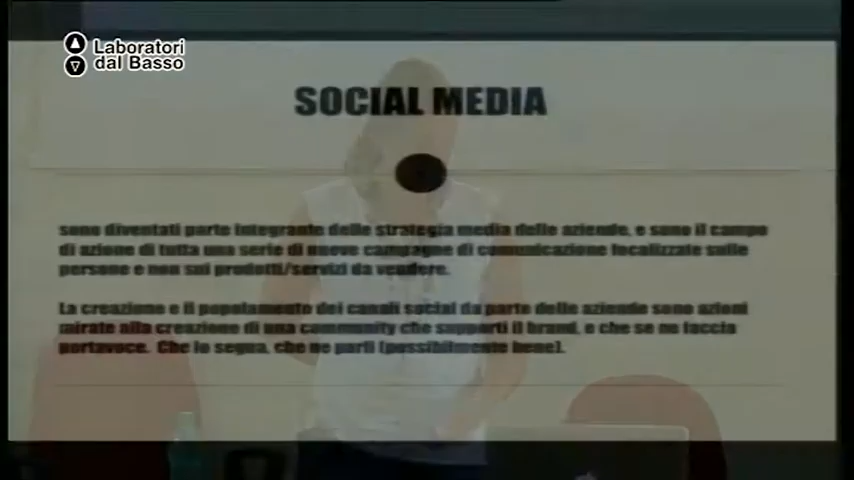 Laboratori
dal Basso
SOCIAL MEDIA
sono diventati parte integrante delle strategia media delle aziende, e sono il campo
di azione di tutta una serie di nuove campagne di comunicazione focalizzate sulle
persone e non sui prodotti/servizi da vendere.
La creazione e il popolamento dei canali social da parte delle aziende sono azioni
mirate alla creazione di una community che supporti il brand, e che se ne faccia
portavoce. Che lo segua, che ne parli (possibilmente bene).